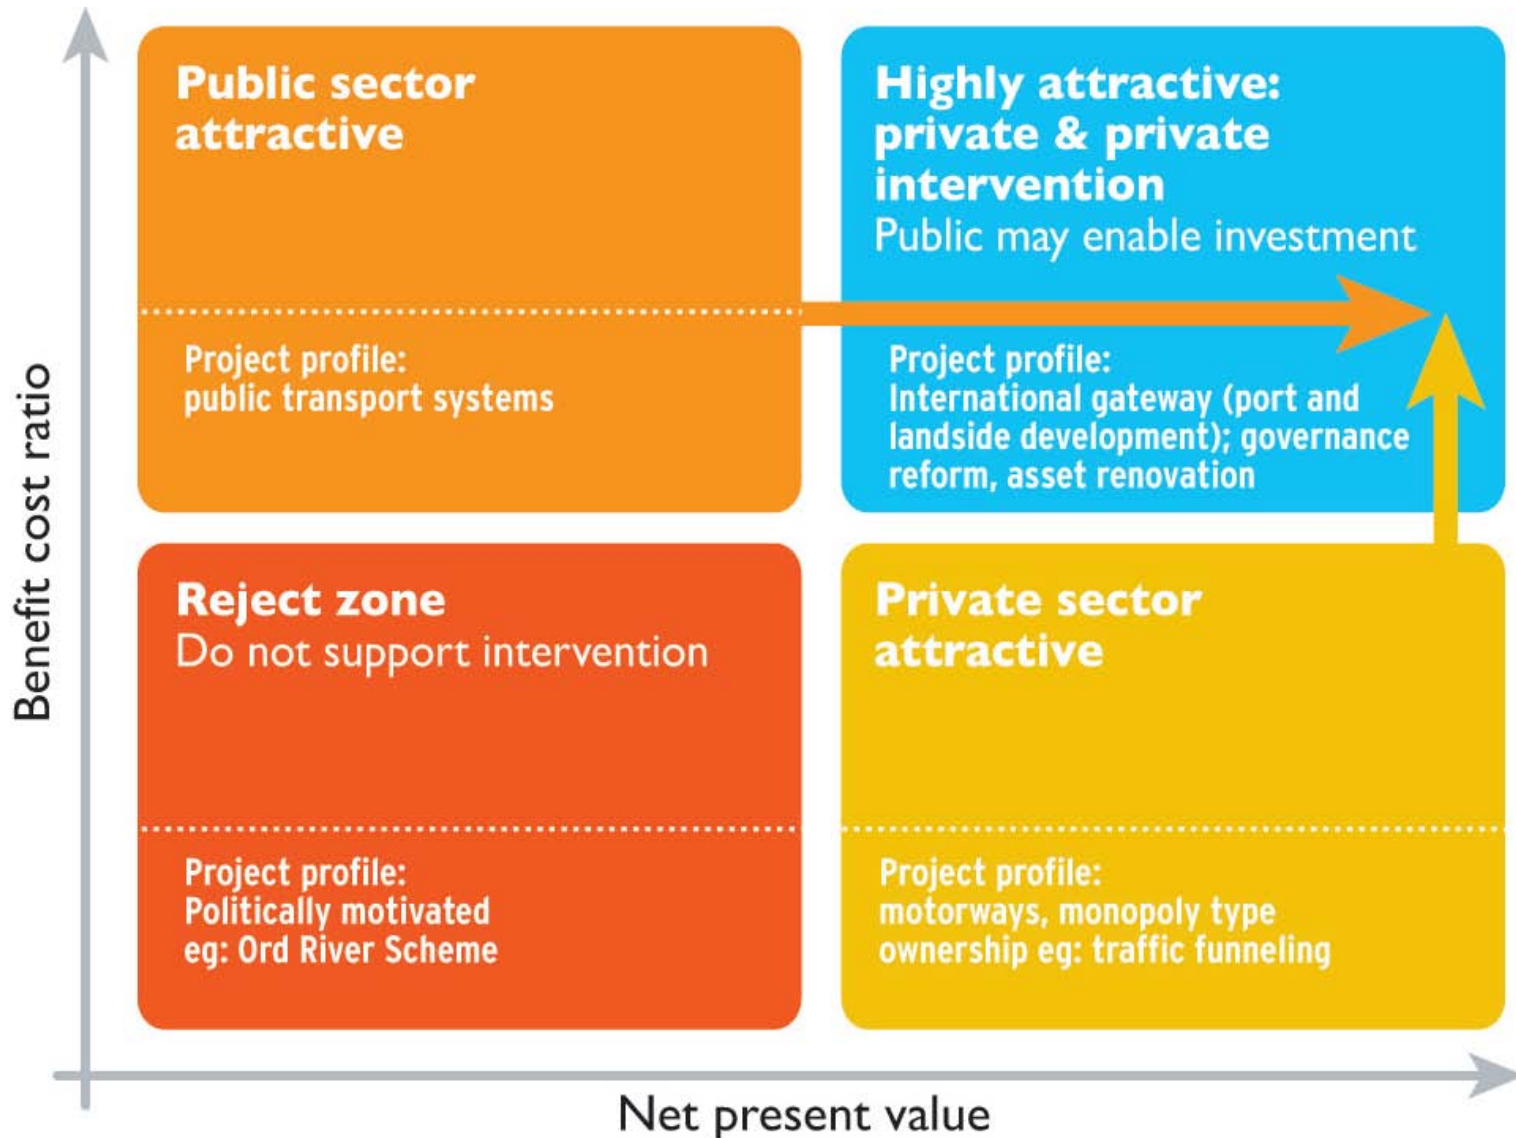 Benefit cost ratio
Public sector
attractive
Project profile:
public transport systems
Highly attractive:
private & private
intervention
Public may enable investment
Project profile:
International gateway (port and
landside development); governance
reform, asset renovation
Reject zone
Do not support intervention
Project profile:
Politically motivated
eg: Ord River Scheme
Private sector
attractive
Project profile:
motorways, monopoly type
ownership eg: traffic funneling
Net present value